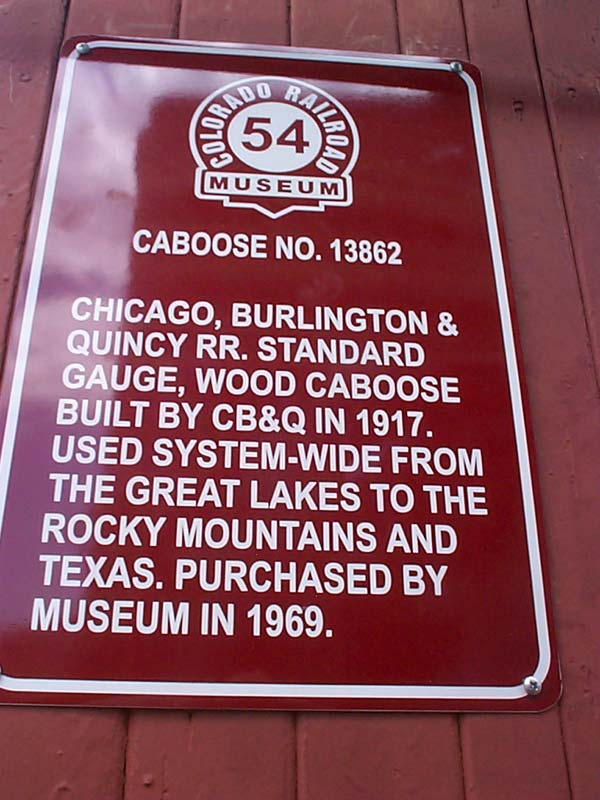 COLORADO RAILROAD
54
MUSEUM
CABOOSE NO. 13862
CHICAGO, BURLINGTON &
QUINCY RR. STANDARD
GAUGE, WOOD CABOOSE
BUILT BY CB&Q IN 1917.
USED SYSTEM-WIDE FROM
THE GREAT LAKES TO THE
ROCKY MOUNTAINS AND
TEXAS. PURCHASED BY
MUSEUM IN 1969.